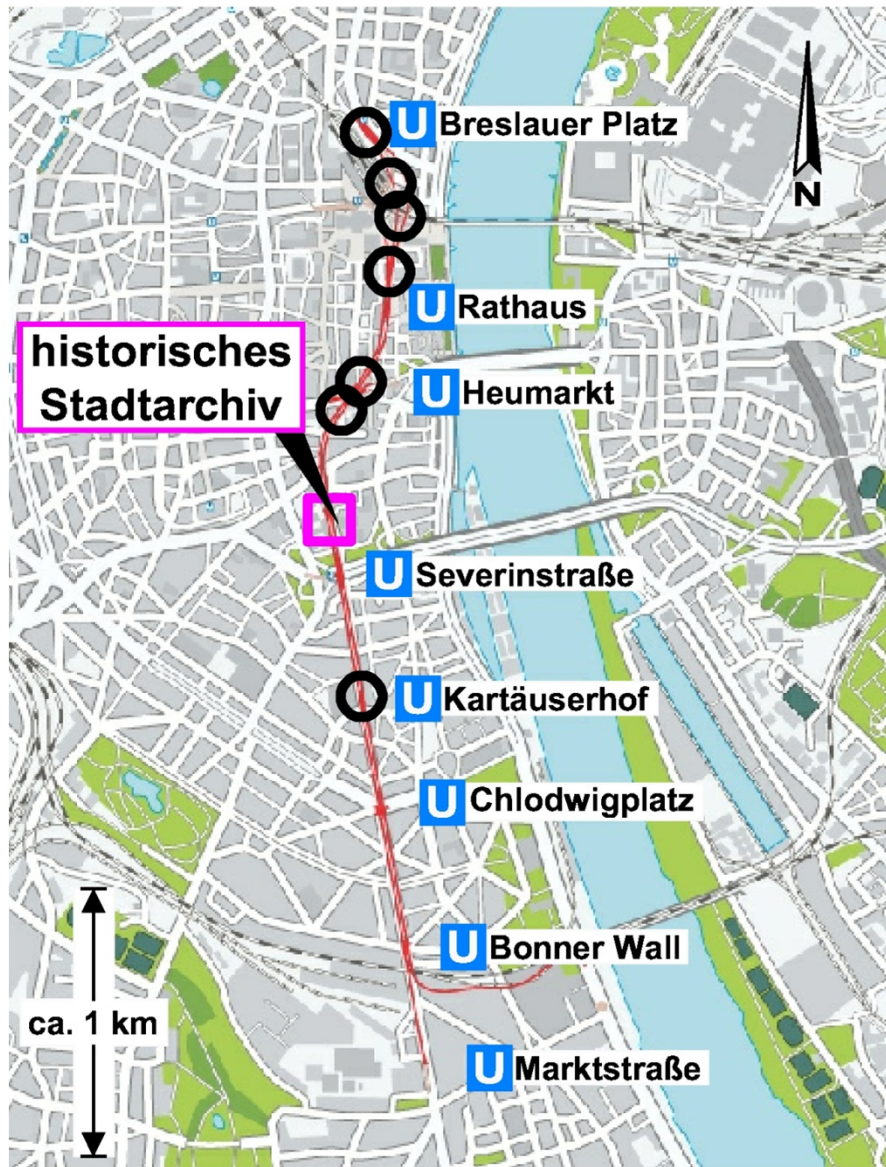 U Breslauer Platz
N
U Rathaus
historisches
Stadtarchiv
U Heumarkt
U Severinstraße
U Kartäuserhof
U Chlodwigplatz
U Bonner Wall
ca. 1 km
U Marktstraße